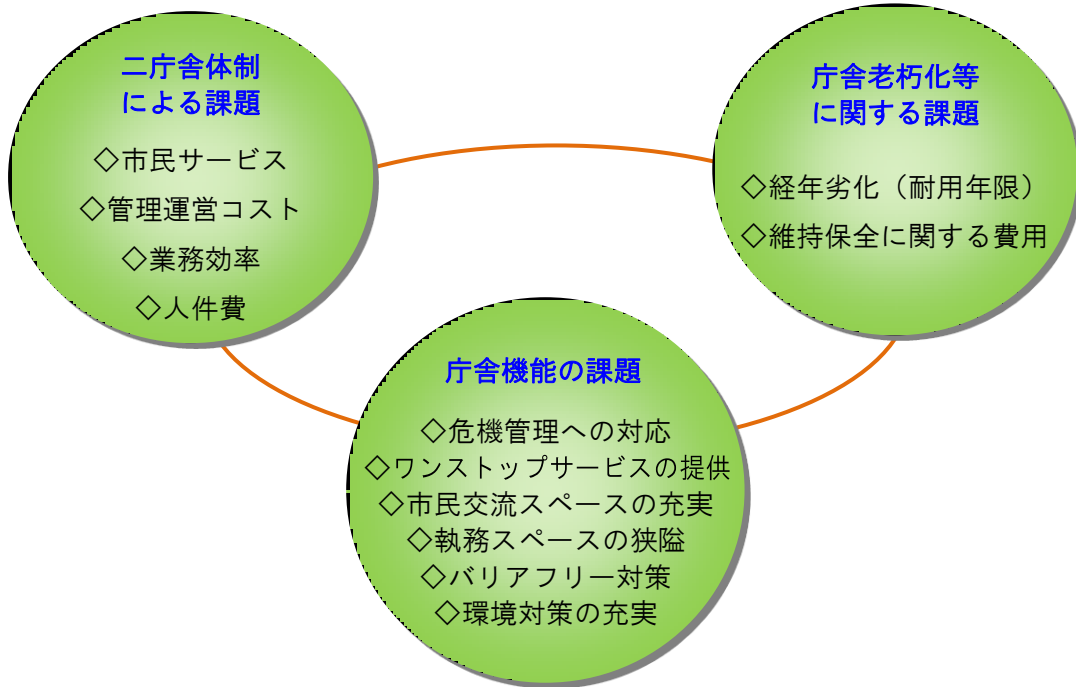 二庁舎体制
による課題
◇市民サービス
◇管理運営コスト
◇業務効率
◇人件費
庁舎老朽化等
に関する課題
◇経年劣化（耐用年限）
◇維持保全に関する費用
庁舎機能の課題
◇危機管理への対応
◇ワンストップサービスの提供
◇市民交流スペースの充実
◇執務スペースの狭隘
◇バリアフリー対策
◇環境対策の充実